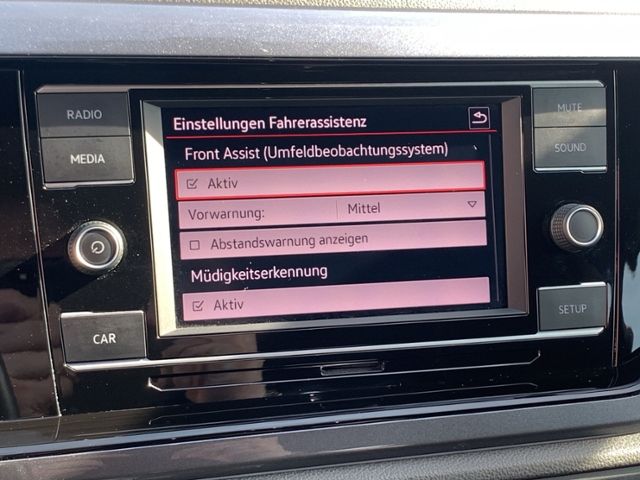 RADIO
MEDIA
CAR
Einstellungen Fahrerassistenz
Front Assist (Umfeldbeobachtungssystem)
Aktiv
Vorwarnung: Mittel
Abstandswarnung anzeigen
Müdigkeitserkennung
Aktiv
MUTE
SOUND
SETUP